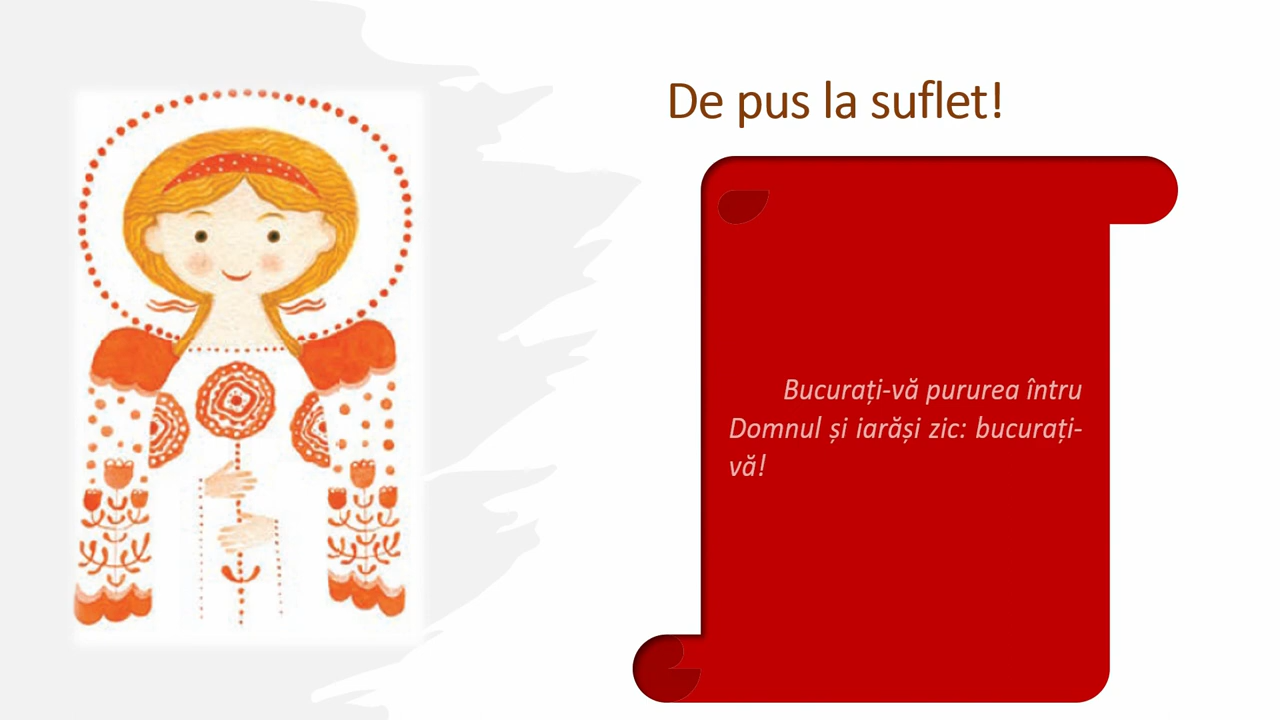 De pus la suflet!
Bucurați-vă pururea întru
Domnul și iarăși zic: bucurați-
vă!